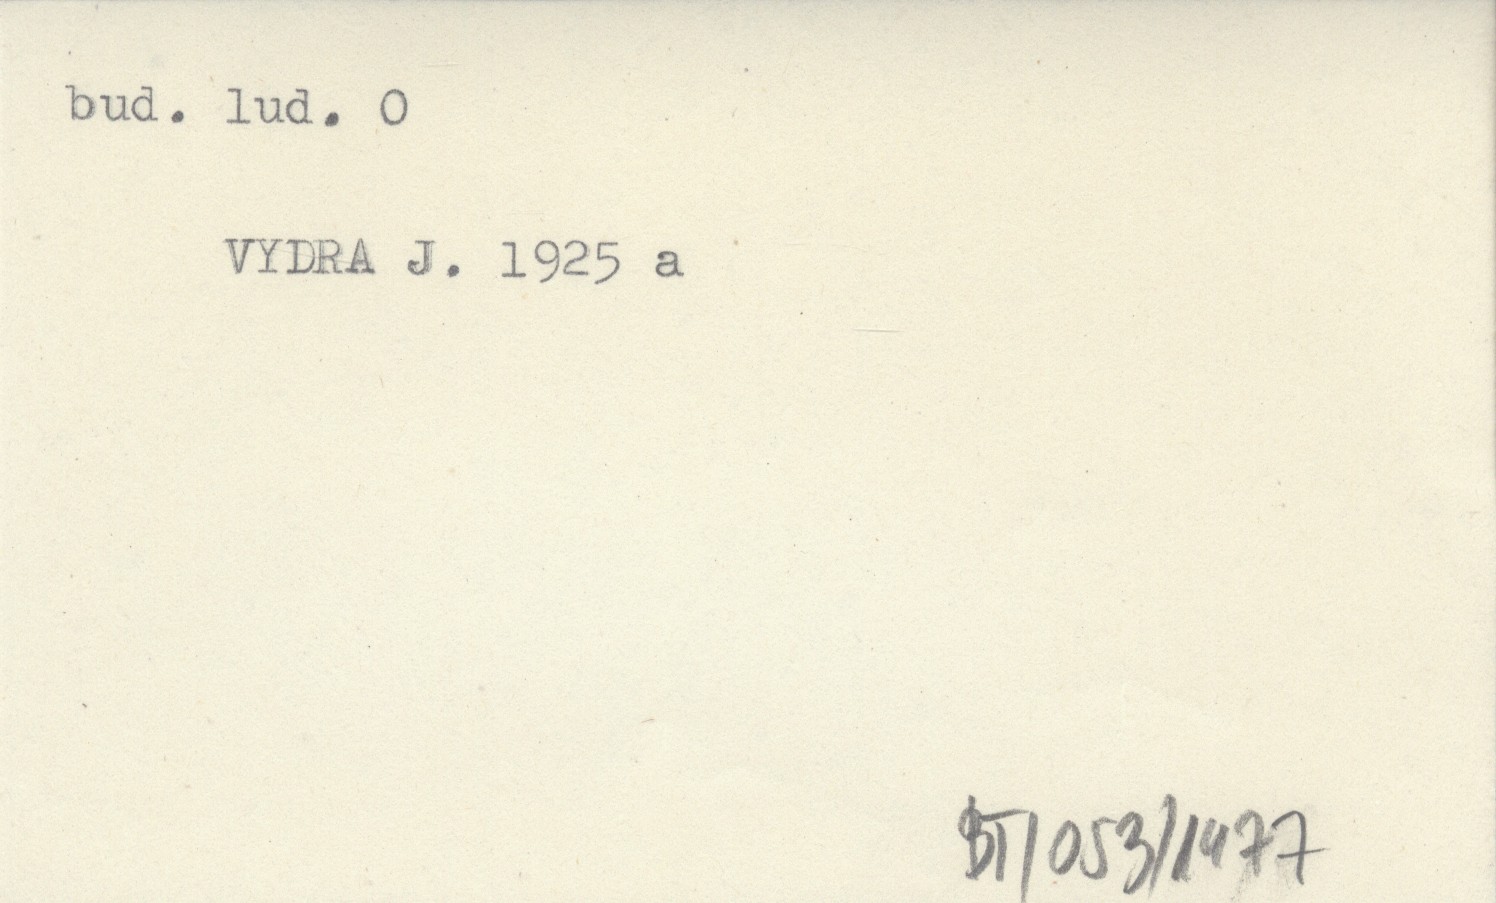 bud. lud. O
VYDRA J. 1925 a
BT/053/1477